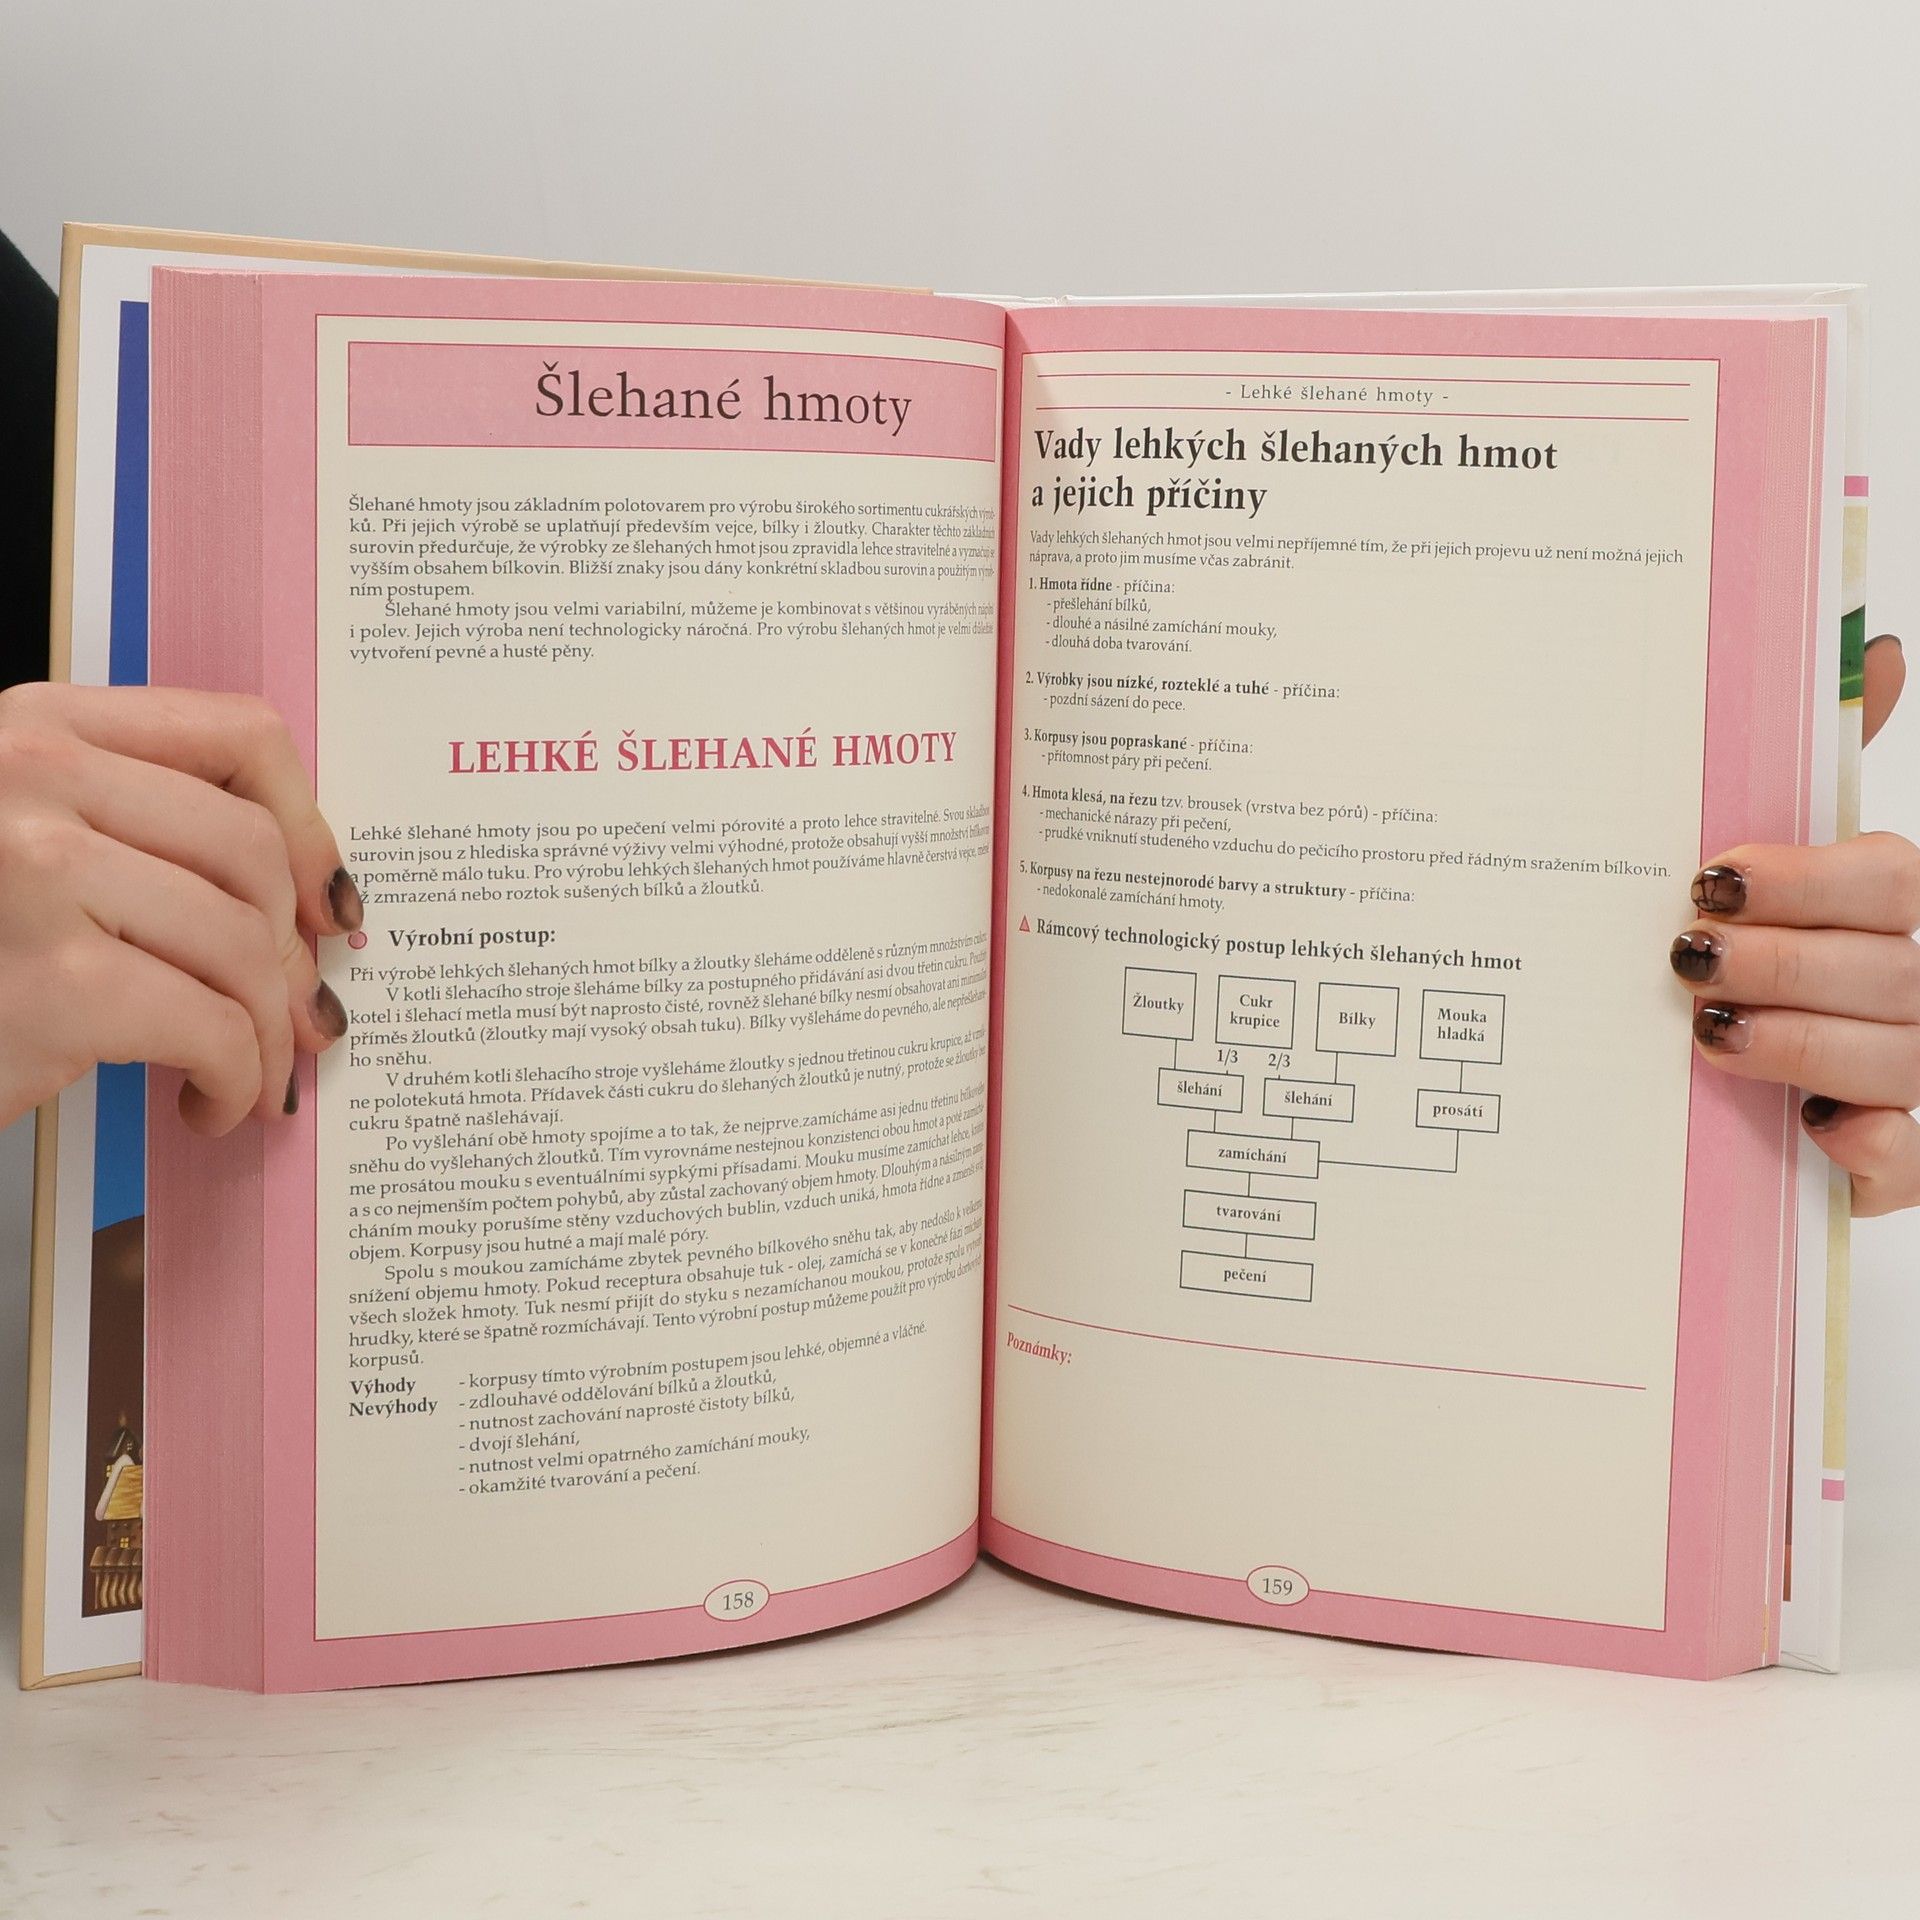 Šlehané hmoty
Šlehané hmoty jsou základním polotovarem pro výrobu širokého sortimentu cukrářských výrob-
ků. Při jejich výrobě se uplatňují především vejce, bílky i žloutky. Charakter těchto základních
surovin předurčuje, že výrobky ze šlehaných hmot jsou zpravidla lehce stravitelné a vyznačují se
vyšším obsahem bílkovin. Bližší znaky jsou dány konkrétní skladbou surovin a použitým výrob-
ním postupem.
Šlehané hmoty jsou velmi variabilní, můžeme je kombinovat s většinou vyráběných náplní
i polev. Jejich výroba není technologicky náročná. Pro výrobu šlehaných hmot je velmi důležité
vytvoření pevné a husté pěny.
LEHKÉ ŠLEHANÉ HMOTY
Lehké šlehané hmoty jsou po upečení velmi pórovité a proto lehce stravitelné. Svou skladbou
surovin jsou z hlediska správné výživy velmi výhodné, protože obsahují vyšší množství bílkovin
a poměrně málo tuku. Pro výrobu lehkých šlehaných hmot používáme hlavně čerstvá vejce, méně
ž zmrazená nebo roztok sušených bílků a žloutků.
Výrobní postup:
Při výrobě lehkých šlehaných hmot bílky a žloutky šleháme odděleně s různým množstvím cukru.
V kotli šlehacího stroje šleháme bílky za postupného přidávání asi dvou třetin cukru. Použitý
kotel i šlehací metla musí být naprosto čisté, rovněž šlehané bílky nesmí obsahovat ani minimální
příměs žloutků (žloutky mají vysoký obsah tuku). Bílky vyšleháme do pevného, ale nepřešlehané-
ho sněhu.
V druhém kotli šlehacího stroje vyšleháme žloutky s jednou třetinou cukru krupice, až vznik-
ne polotekutá hmota. Přídavek části cukru do šlehaných žloutků je nutný, protože se žloutky bez
cukru špatně našlehávají.
Po vyšlehání obě hmoty spojíme a to tak, že nejprve zamícháme asi jednu třetinu bílkového
sněhu do vyšlehaných žloutků. Tím vyrovnáme nestejnou konzistenci obou hmot a poté zamíchá-
me prosátou mouku s eventuálními sypkými přísadami. Mouku musíme zamíchat lehce, krátce
a s co nejmenším počtem pohybů, aby zůstal zachovaný objem hmoty. Dlouhým a násilným zamí-
cháním mouky porušíme stěny vzduchových bublin, vzduch uniká, hmota řídne a zmenší svůj
objem. Korpusy jsou hutné a mají malé póry.
Spolu s moukou zamícháme zbytek pevného bílkového sněhu tak, aby nedošlo k velkému
snížení objemu hmoty. Pokud receptura obsahuje tuk - olej, zamíchá se v konečné fázi míchání
všech složek hmoty. Tuk nesmí přijít do styku s nezamíchanou moukou, protože spolu vytvoří
hrudky, které se špatně rozmíchávají. Tento výrobní postup můžeme použít pro výrobu dortových
korpusů.
Výhody - korpusy tímto výrobním postupem jsou lehké, objemné a vláčné.
Nevýhody - zdlouhavé oddělování bílků a žloutků,
- nutnost zachování naprosté čistoty bílků,
- dvojí šlehání,
- nutnost velmi opatrného zamíchání mouky,
- okamžité tvarování a pečení.
158
- Lehké šlehané hmoty -
Vady lehkých šlehaných hmot
a jejich příčiny
Vady lehkých šlehaných hmot jsou velmi nepříjemné tím, že při jejich projevu už není možná jejich
náprava, a proto jim musíme včas zabránit.
1. Hmota řídne - příčina:
- přešlehání bílků,
- dlouhé a násilné zamíchání mouky,
- dlouhá doba tvarování.
2. Výrobky jsou nízké, rozteklé a tuhé - příčina:
- pozdní sázení do pece.
3. Korpusy jsou popraskané - příčina:
- přítomnost páry při pečení.
4. Hmota klesá, na řezu tzv. brousek (vrstva bez pórů) - příčina:
- mechanické nárazy při pečení,
- prudké vniknutí studeného vzduchu do pečicího prostoru před řádným sražením bílkovin.
5. Korpusy na řezu nestejnorodé barvy a struktury - příčina:
- nedokonalé zamíchání hmoty.
Rámcový technologický postup lehkých šlehaných hmot
Žloutky
Cukr
krupice
Bílky
Mouka
hladká
1/3 2/3
šlehání
šlehání
prosátí
zamíchání
tvarování
pečení
Poznámky:
159